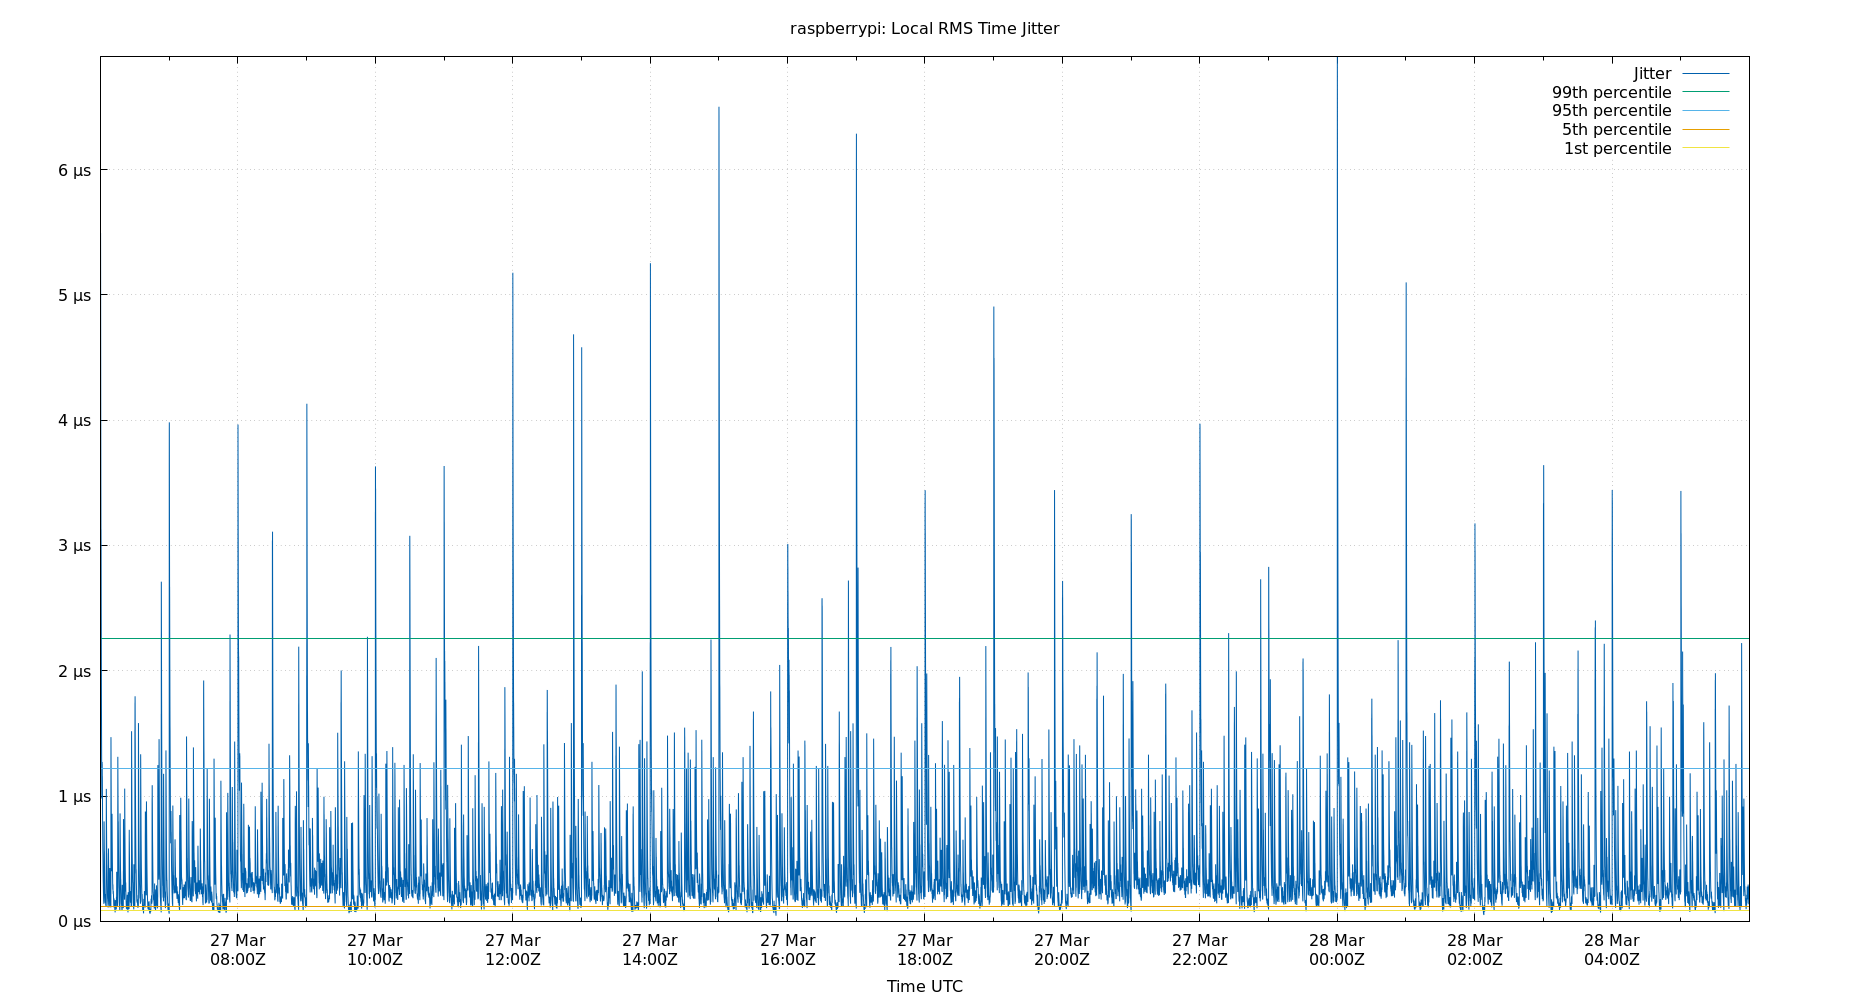 raspberrypi: Local RMS Time Jitter
Jitter
99th percentile
95th percentile
5th percentile
1st percentile
6 µs
5 µs
4 µs
3 µs
2 µs
1 µs
0 µs
27 Mar 27 Mar 27 Mar 27 Mar 27 Mar 27 Mar 27 Mar 27 Mar 28 Mar 28 Mar 28 Mar
08:00Z 10:00Z 12:00Z 14:00Z 16:00Z 18:00Z 20:00Z 22:00Z 00:00Z 02:00Z 04:00Z
Time UTC